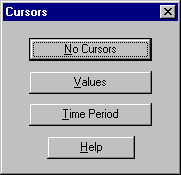 Cursors
No Cursors
Values
Time Period
Help